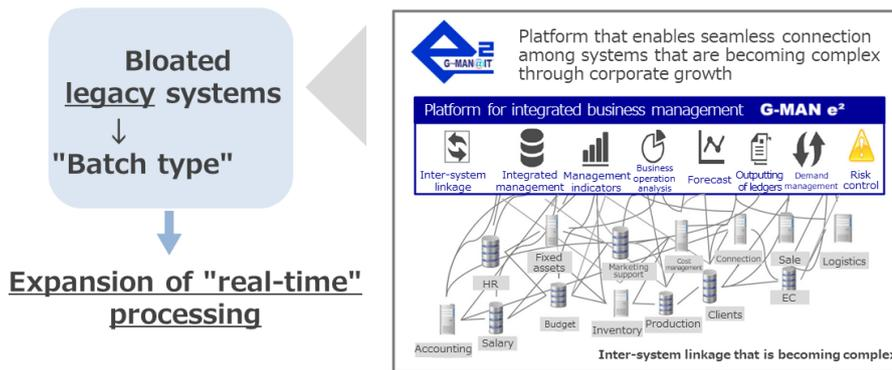 Bloated
legacy systems
↓
"Batch type"
Expansion of "real-time"
processing
e²
G-MAN@IT
Platform that enables seamless connection
among systems that are becoming complex
through corporate growth
Platform for integrated business management G-MAN e²
Inter-system
linkage
Integrated
management
Management
indicators
Business
operation
analysis
Forecast
Outputting
of ledgers
Demand
management
Risk
control
HR
Fixed
assets
Marketing
support
Cost
management
Connection
Sale
Logistics
Accounting
Salary
Budget
Inventory
Production
Clients
EC
Inter-system linkage that is becoming complex